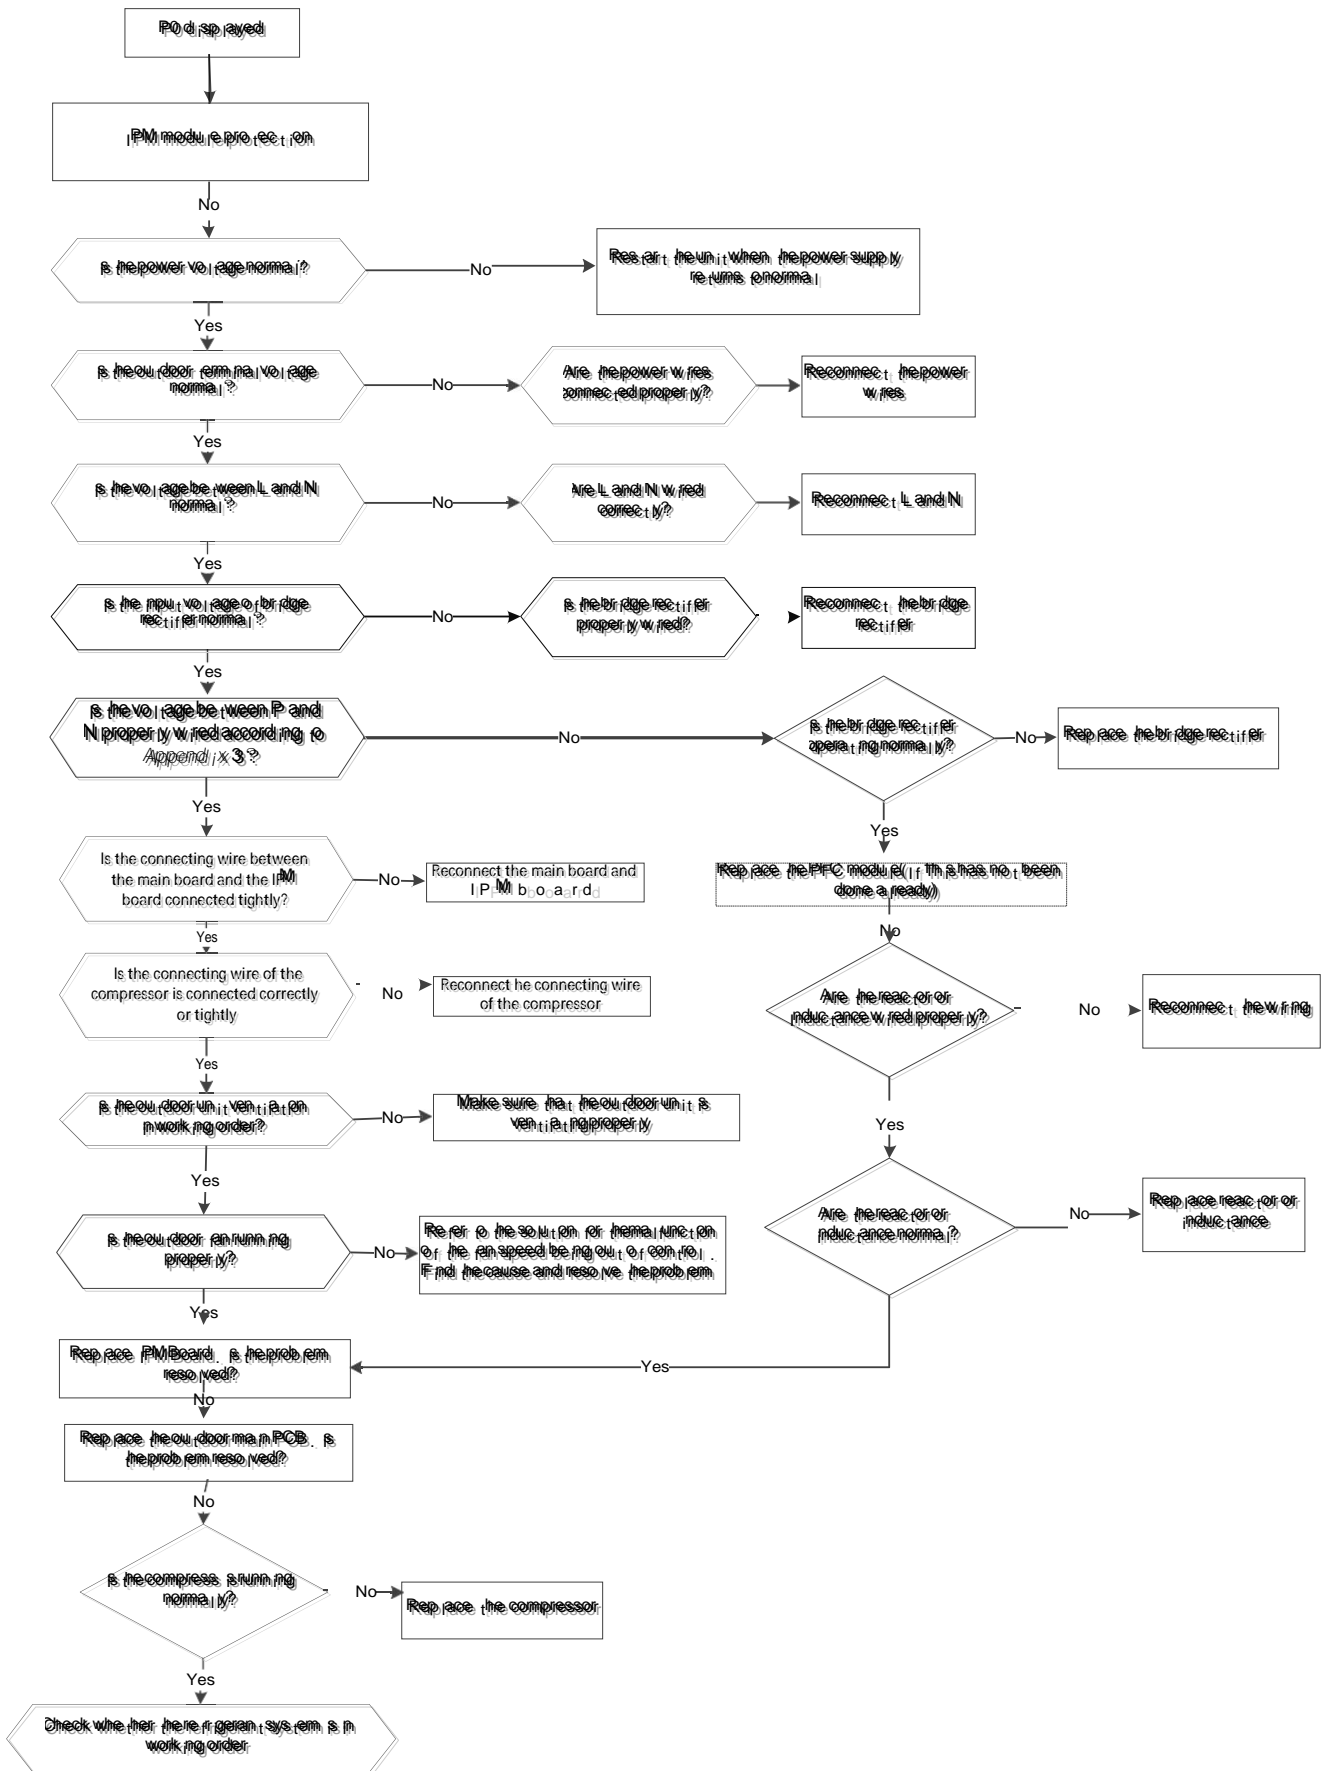 P0 displayed
IPM module protection
No
Is the power voltage normal?
No
Restart the unit when the power supply
returns to normal
Yes
Is the outdoor terminal voltage
normal?
No
Are the power wires
connected properly?
Reconnect the power
wires
Yes
Is the voltage between L and N
normal?
No
Are L and N wired
correctly?
Reconnect L and N
Yes
Is the input voltage of bridge
rectifier normal?
No
Is the bridge rectifier
properly wired?
Reconnect the bridge
rectifier
Yes
Is the voltage between P and
N properly wired according to
Appendix 3?
No
Is the bridge rectifier
operating normally?
No
Replace the bridge rectifier
Yes
Yes
Is the connecting wire between
the main board and the IPM
board connected tightly?
No
Reconnect the main board and
IPM board
Replace the PFC module(If This has not been
done already)
No
Yes
Is the connecting wire of the
compressor is connected correctly
or tightly
No
Reconnect he connecting wire
of the compressor
Are the reactor or
inductance wired properly?
No
Reconnect the wiring
Yes
Yes
Is the outdoor unit ventilation
in working order?
No
Make sure that the outdoor unit is
ventilating properly
Yes
Are the reactor or
inductance normal?
No
Replace reactor or
inductance
Is the outdoor fan running
properly?
No
Refer to the solution for the malfunction
of the fan speed being out of control.
Find the cause and resolve the problem
Yes
Replace IPM Board. Is the problem
resolved?
Yes
No
Replace the outdoor main PCB. Is
the problem resolved?
No
Is the compress is running
normally?
No
Replace the compressor
Yes
Check whether the refrigerant system is in
working order